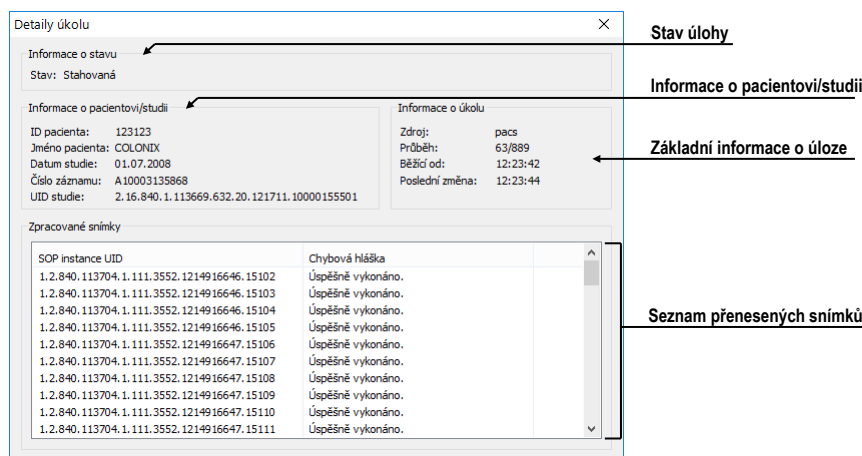 Detaily úkolu
Stav úlohy
Informace o stavu
Stav: Stahovaná
Informace o pacientovi/studii
Informace o pacientovi/studii
ID pacienta: 123123
Jméno pacienta: COLONIX
Datum studie: 01.07.2008
Číslo záznamu: A10003135868
UID studie: 2.16.840.1.113669.632.20.121711.10000155501
Informace o úkolu
Zdroj: pacs
Průběh: 63/889
Běžící od: 12:23:42
Poslední změna: 12:23:44
Základní informace o úloze
Zpracované snímky
SOP instance UID Chybová hláška
1.2.840.113704.1.111.3552.1214916646.15102 Úspěšně vykonáno.
1.2.840.113704.1.111.3552.1214916646.15103 Úspěšně vykonáno.
1.2.840.113704.1.111.3552.1214916646.15104 Úspěšně vykonáno.
1.2.840.113704.1.111.3552.1214916646.15105 Úspěšně vykonáno.
1.2.840.113704.1.111.3552.1214916647.15106 Úspěšně vykonáno.
1.2.840.113704.1.111.3552.1214916647.15107 Úspěšně vykonáno.
1.2.840.113704.1.111.3552.1214916647.15108 Úspěšně vykonáno.
1.2.840.113704.1.111.3552.1214916647.15109 Úspěšně vykonáno.
1.2.840.113704.1.111.3552.1214916647.15110 Úspěšně vykonáno.
1.2.840.113704.1.111.3552.1214916647.15111 Úspěšně vykonáno.
Seznam přenesených snímků